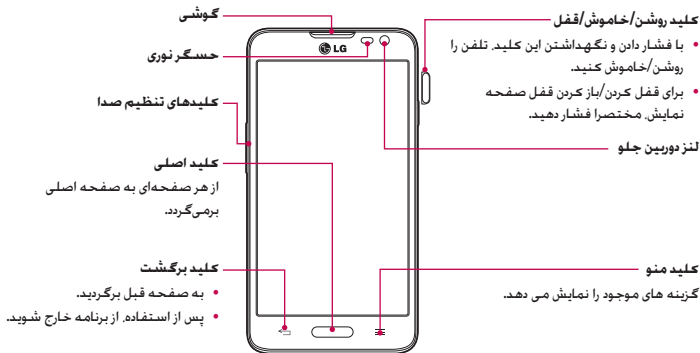 گوشی
حسگر نوری
کلیدهای تنظیم صدا
کلید اصلی
از هر صفحه‌ای به صفحه اصلی
برمی‌گردد.
کلید برگشت
• به صفحه قبل برگردید.
• پس از استفاده، از برنامه خارج شوید.
LG
کلید روشن/خاموش/قفل
• با فشار دادن و نگهداشتن این کلید، تلفن را
روشن/خاموش کنید.
• برای قفل کردن/باز کردن قفل صفحه
نمایش، مختصرا فشار دهید.
لنز دوربین جلو
کلید منو
گزینه های موجود را نمایش می دهد.